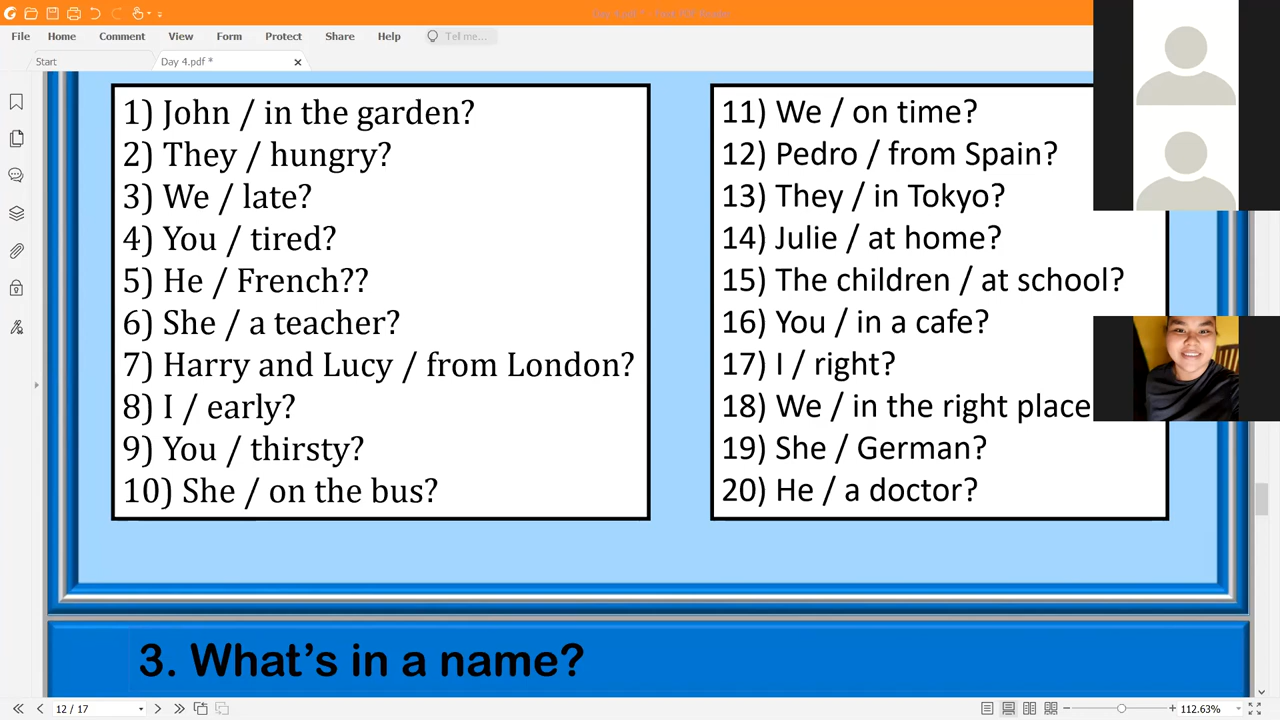 File Home Comment View Form Protect Share Help Tell me...
Start Day 4.pdf *
1) John / in the garden?
2) They / hungry?
3) We / late?
4) You / tired?
5) He / French??
6) She / a teacher?
7) Harry and Lucy / from London?
8) I / early?
9) You / thirsty?
10) She / on the bus?
11) We / on time?
12) Pedro / from Spain?
13) They / in Tokyo?
14) Julie / at home?
15) The children / at school?
16) You / in a cafe?
17) I / right?
18) We / in the right place
19) She / German?
20) He / a doctor?
3. What's in a name?
12 / 17 112.63%